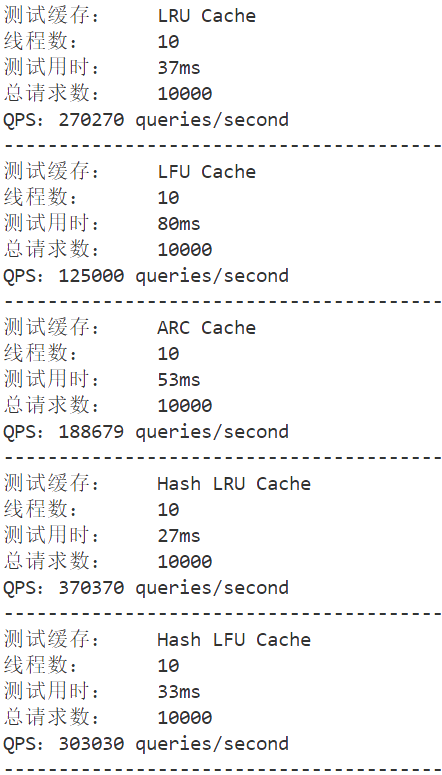 测试缓存： LRU Cache
线程数： 10
测试用时： 37ms
总请求数： 10000
QPS：270270 queries/second
----------------------------------------
测试缓存： LFU Cache
线程数： 10
测试用时： 80ms
总请求数： 10000
QPS：125000 queries/second
----------------------------------------
测试缓存： ARC Cache
线程数： 10
测试用时： 53ms
总请求数： 10000
QPS：188679 queries/second
----------------------------------------
测试缓存： Hash LRU Cache
线程数： 10
测试用时： 27ms
总请求数： 10000
QPS：370370 queries/second
----------------------------------------
测试缓存： Hash LFU Cache
线程数： 10
测试用时： 33ms
总请求数： 10000
QPS：303030 queries/second
----------------------------------------